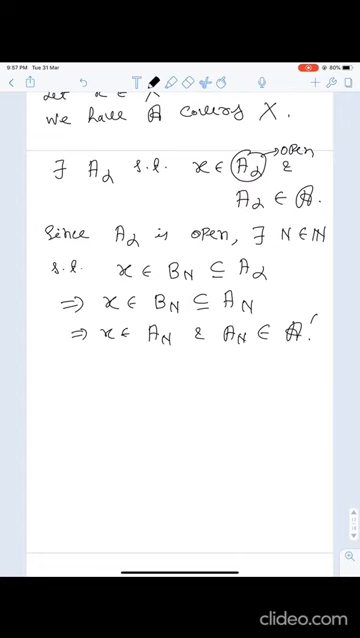 9:57 PM Tue 31 Mar
80%
Let x ∈ X
we have 𝔸 covers X.
→ open
∃ A_α s.t. x ∈ A_α &
A_α ∈ 𝔸.
Since A_α is open, ∃ N ∈ ℕ
s.t. x ∈ B_N ⊆ A_α
⇒ x ∈ B_N ⊆ A_N
⇒ x ∈ A_N & A_N ∈ 𝔸'.
clideo.com